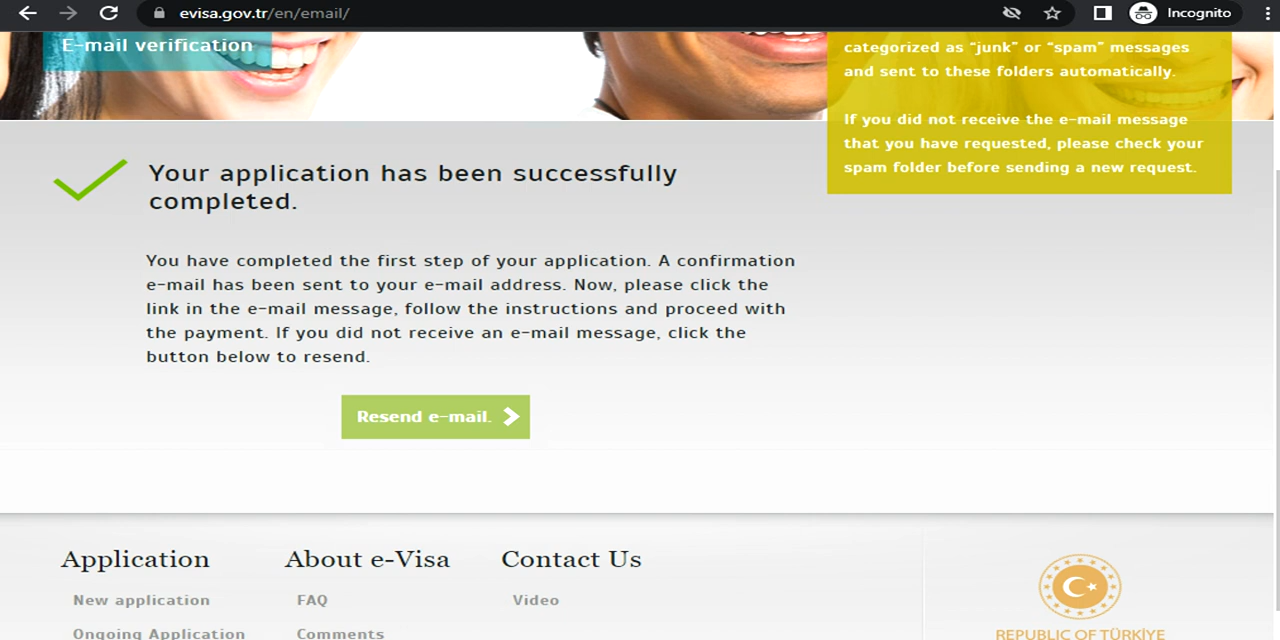 evisa.gov.tr/en/email/
Incognito
E-mail verification
categorized as “junk” or “spam” messages
and sent to these folders automatically.
If you did not receive the e-mail message
that you have requested, please check your
spam folder before sending a new request.
Your application has been successfully
completed.
You have completed the first step of your application. A confirmation
e-mail has been sent to your e-mail address. Now, please click the
link in the e-mail message, follow the instructions and proceed with
the payment. If you did not receive an e-mail message, click the
button below to resend.
Resend e-mail.
Application
New application
Ongoing Application
About e-Visa
FAQ
Comments
Contact Us
Video
REPUBLIC OF TÜRKİYE